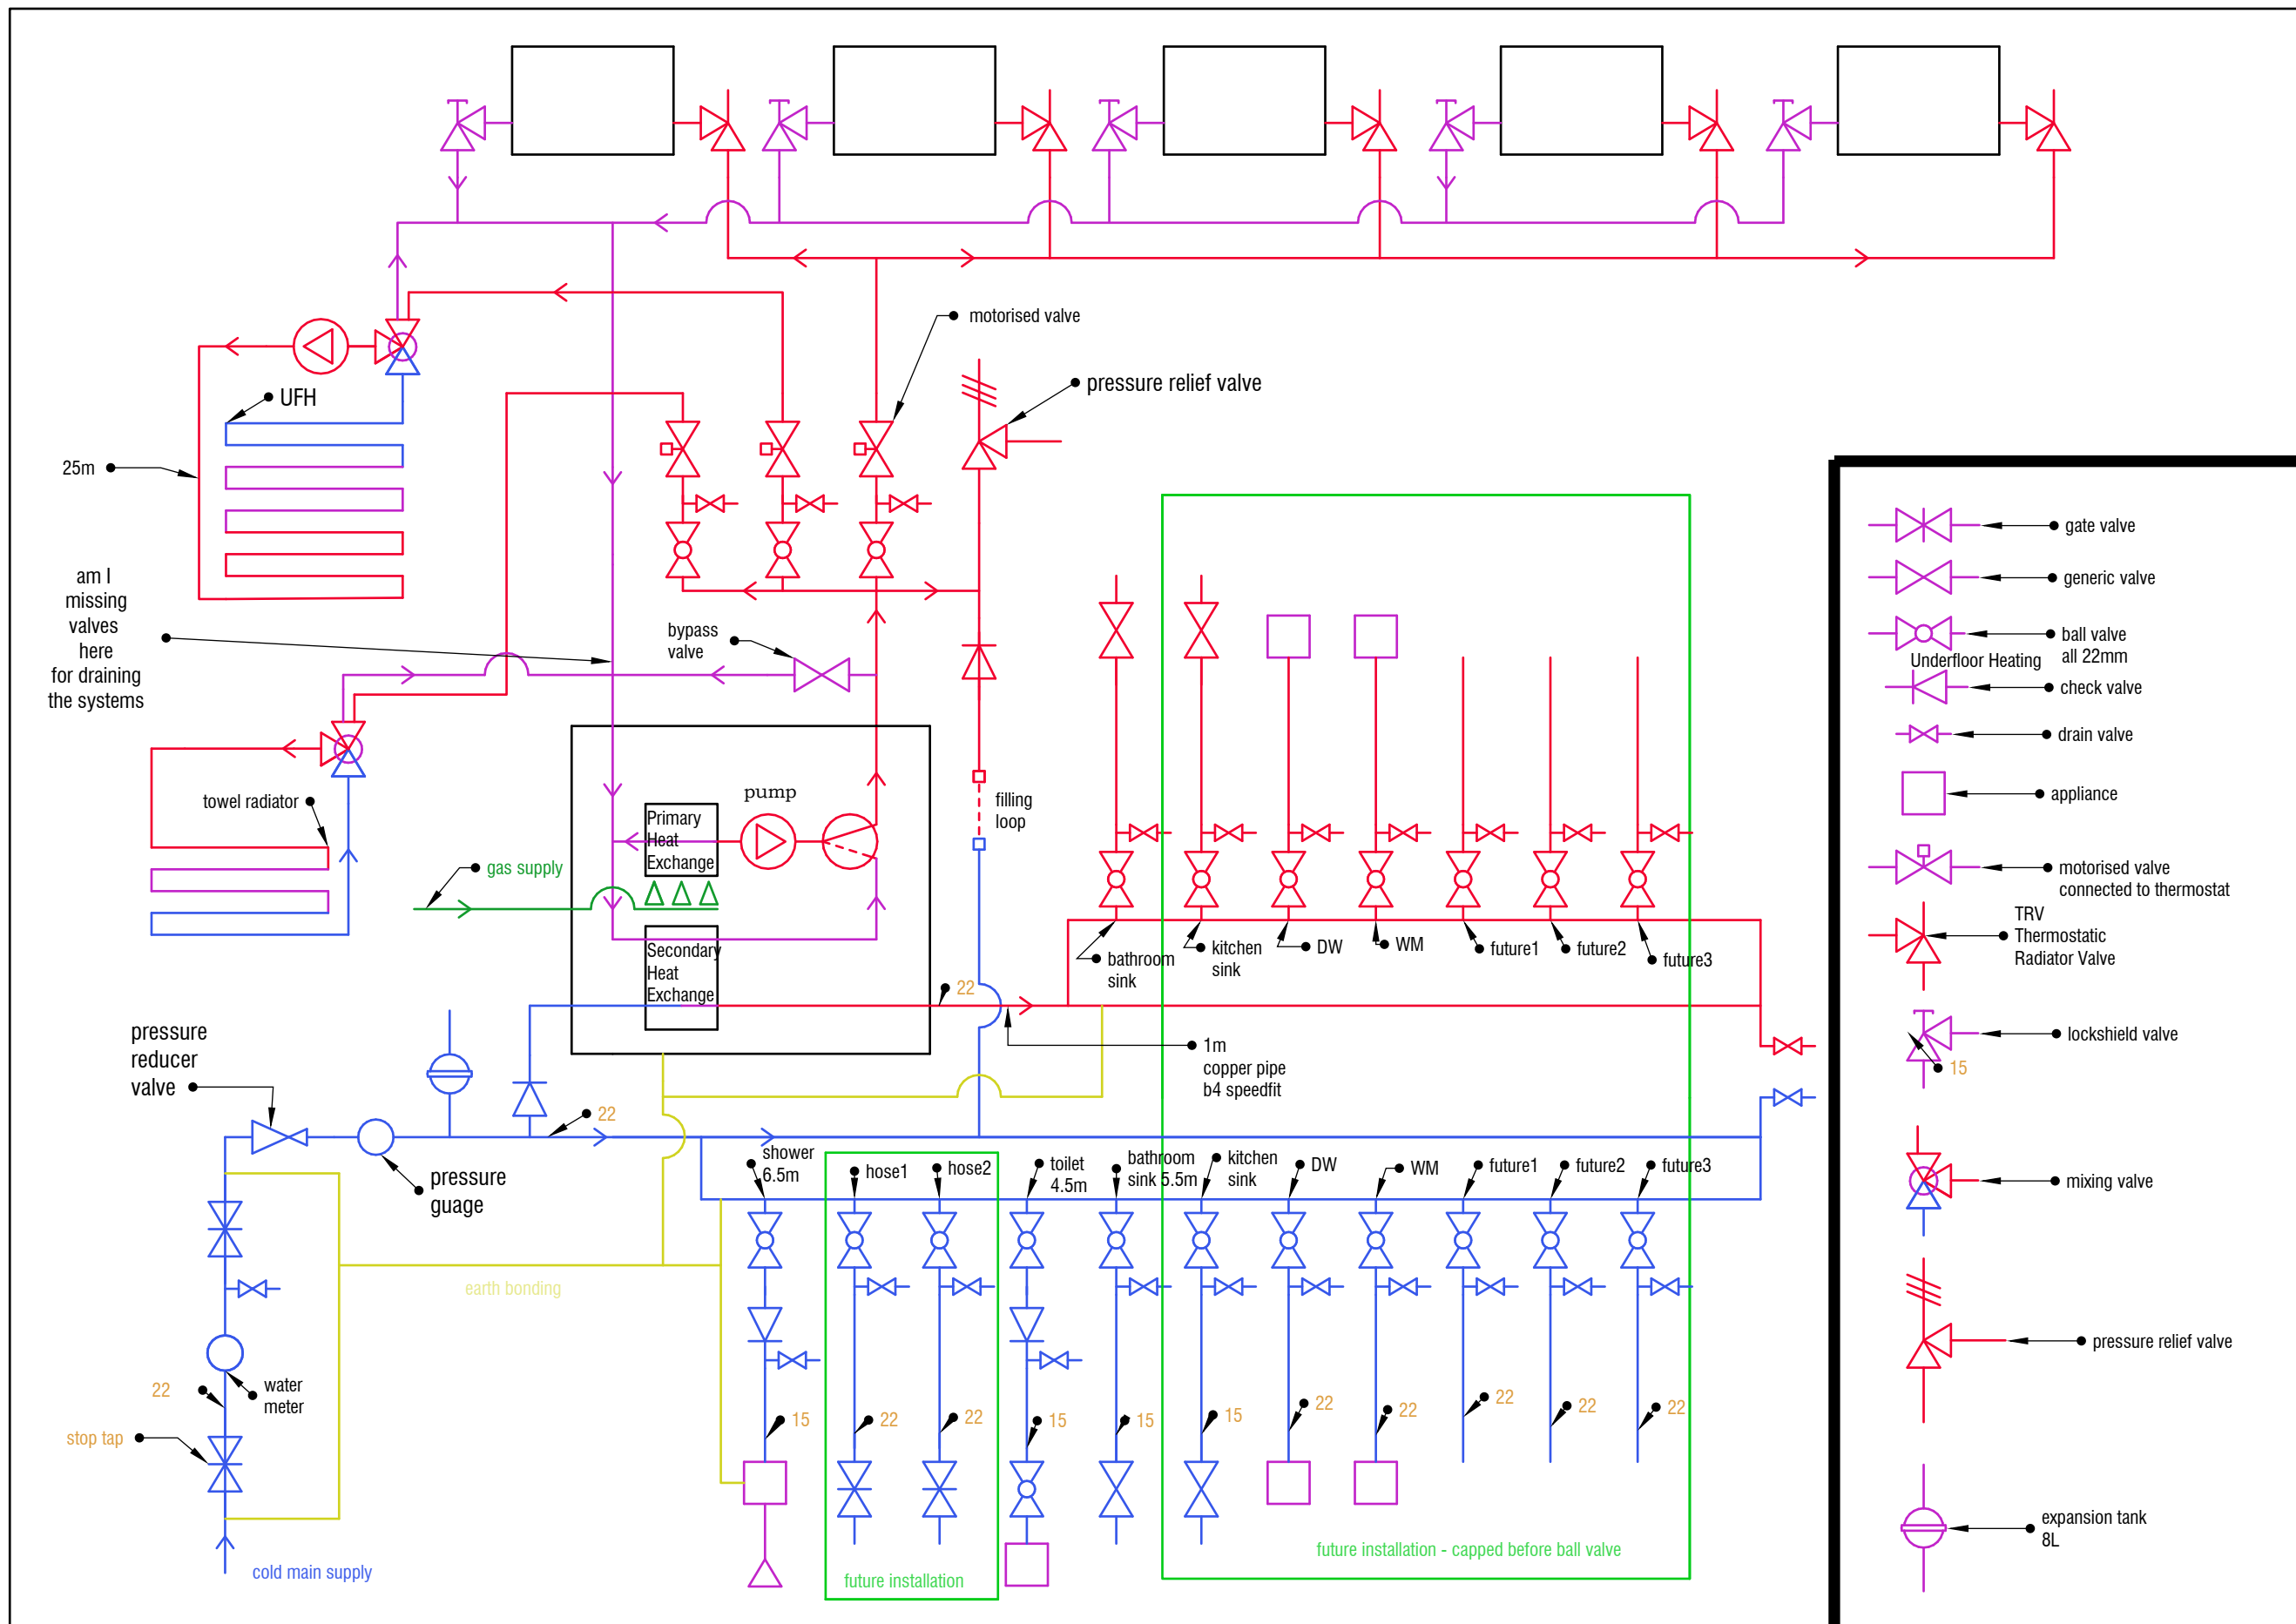 motorised valve
pressure relief valve
UFH
25m
am I
missing
valves
here
for draining
the systems
bypass
valve
towel radiator
pump
Primary
Heat
Exchange
filling
loop
gas supply
Secondary
Heat
Exchange
22
bathroom
sink
kitchen
sink
DW
WM
future1
future2
future3
1m
copper pipe
b4 speedfit
pressure
reducer
valve
22
pressure
guage
shower
6.5m
hose1
hose2
toilet
4.5m
bathroom
sink 5.5m
kitchen
sink
DW
WM
future1
future2
future3
earth bonding
22
water
meter
stop tap
cold main supply
15
22
22
15
15
15
22
22
22
22
22
future installation
future installation - capped before ball valve
gate valve
generic valve
ball valve
all 22mm
Underfloor Heating
check valve
drain valve
appliance
motorised valve
connected to thermostat
TRV
Thermostatic
Radiator Valve
lockshield valve
15
mixing valve
pressure relief valve
expansion tank
8L